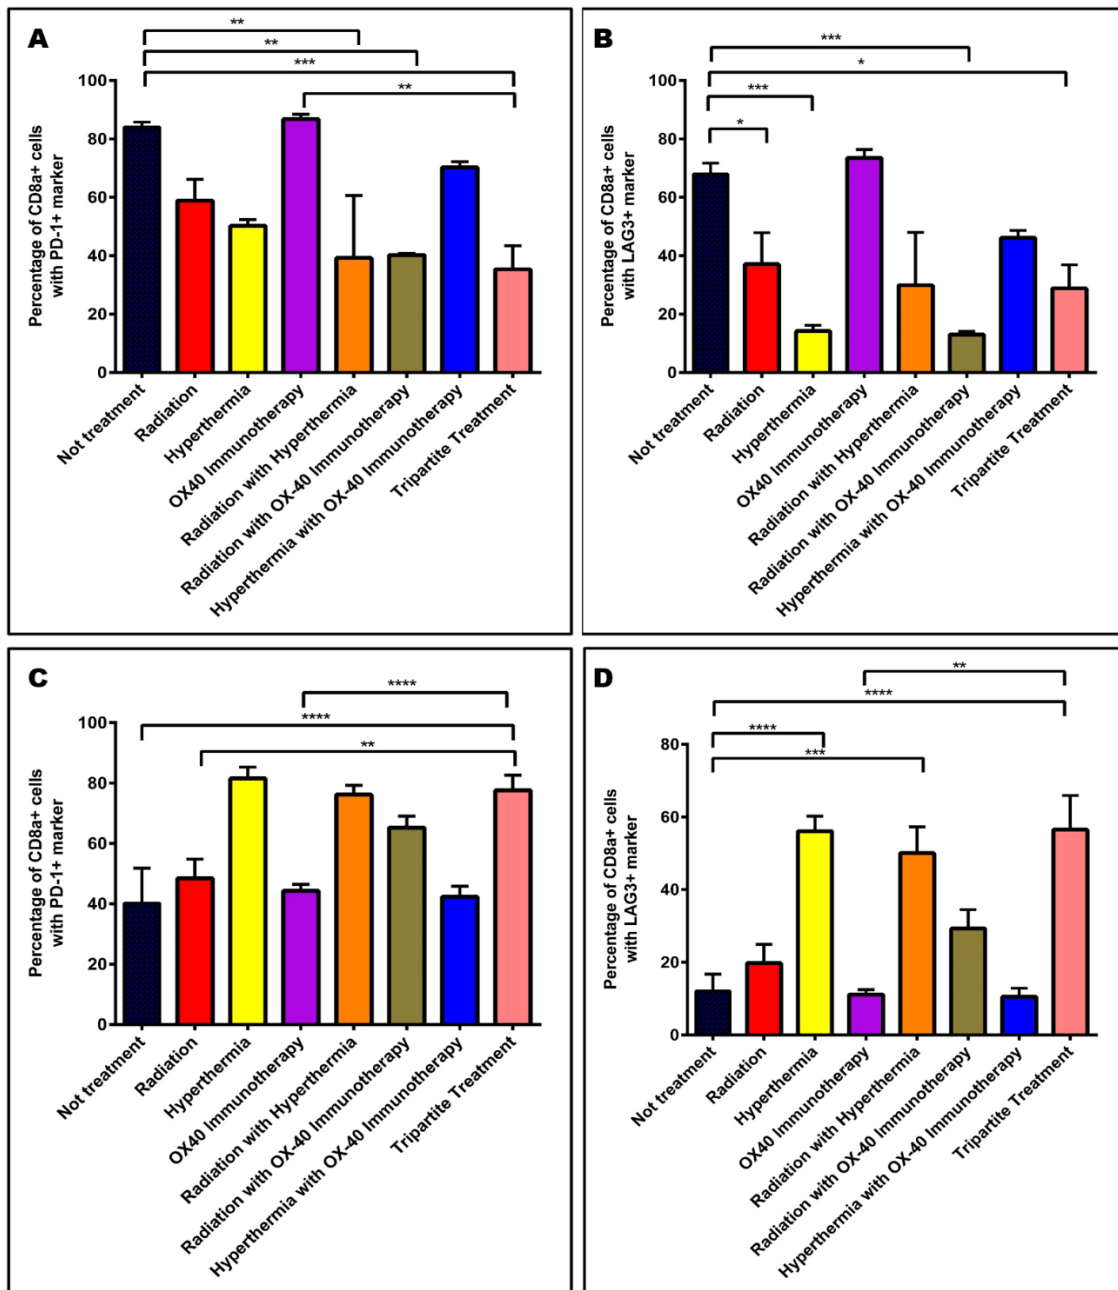 A
**
**
***
**
Percentage of CD8a+ cells
with PD-1+ marker
100
80
60
40
20
0
Not treatment
Radiation
Hyperthermia
OX40 Immunotherapy
Radiation with Hyperthermia
Radiation with OX-40 Immunotherapy
Hyperthermia with OX-40 Immunotherapy
Tripartite Treatment
B
***
*
***
*
Percentage of CD8a+ cells
with LAG3+ marker
100
80
60
40
20
0
Not treatment
Radiation
Hyperthermia
OX40 Immunotherapy
Radiation with Hyperthermia
Radiation with OX-40 Immunotherapy
Hyperthermia with OX-40 Immunotherapy
Tripartite Treatment
C
****
****
**
Percentage of CD8a+ cells
with PD-1+ marker
100
80
60
40
20
0
Not treatment
Radiation
Hyperthermia
OX40 Immunotherapy
Radiation with Hyperthermia
Radiation with OX-40 Immunotherapy
Hyperthermia with OX-40 Immunotherapy
Tripartite Treatment
D
**
****
****
***
Percentage of CD8a+ cells
with LAG3+ marker
80
60
40
20
0
Not treatment
Radiation
Hyperthermia
OX40 Immunotherapy
Radiation with Hyperthermia
Radiation with OX-40 Immunotherapy
Hyperthermia with OX-40 Immunotherapy
Tripartite Treatment